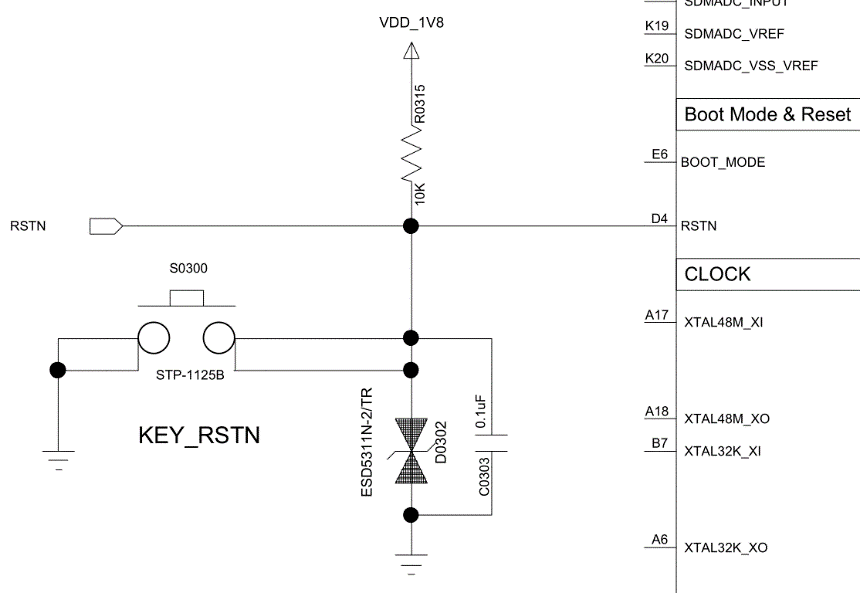 SDMADC_INPUT
VDD_1V8
K19 SDMADC_VREF
K20 SDMADC_VSS_VREF
R0315
Boot Mode & Reset
E6 BOOT_MODE
10K
RSTN
D4 RSTN
S0300
CLOCK
A17 XTAL48M_XI
STP-1125B
KEY_RSTN
ESD5311N-2/TR
D0302
0.1uF
C0303
A18 XTAL48M_XO
B7 XTAL32K_XI
A6 XTAL32K_XO